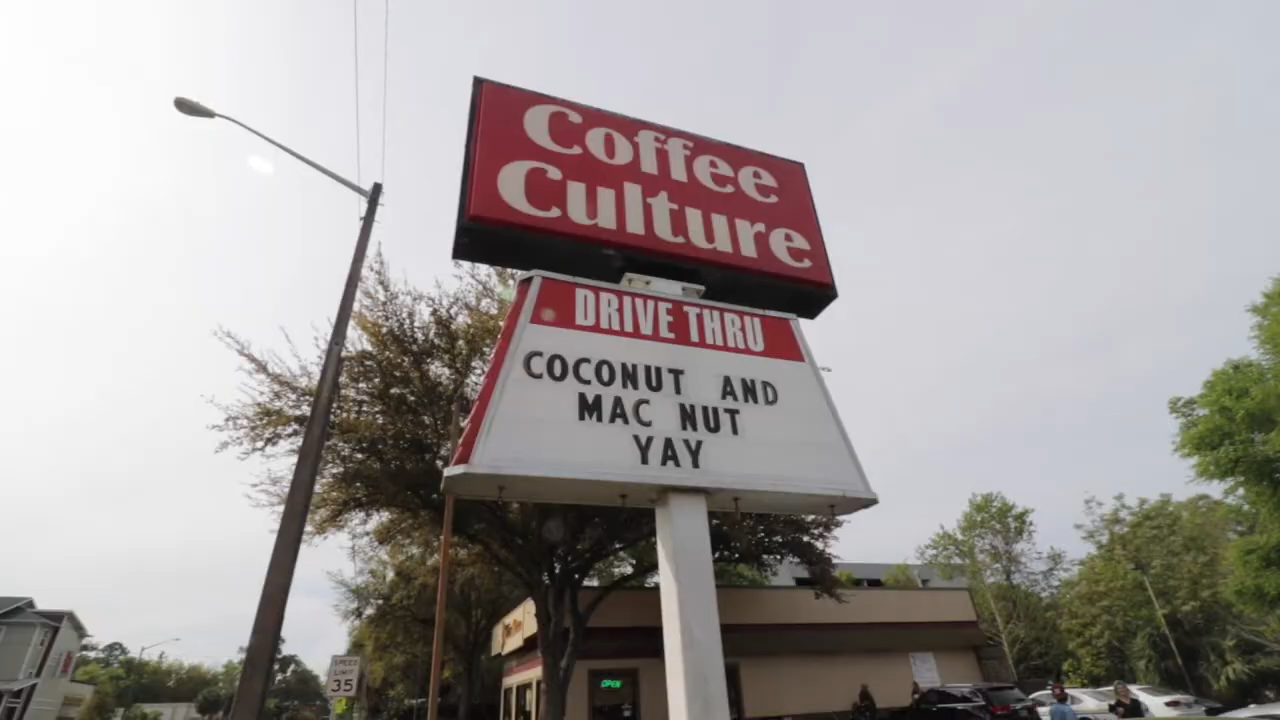 Coffee
Culture
DRIVE THRU
COCONUT AND
MAC NUT
YAY
SPEED
LIMIT
35
OPEN